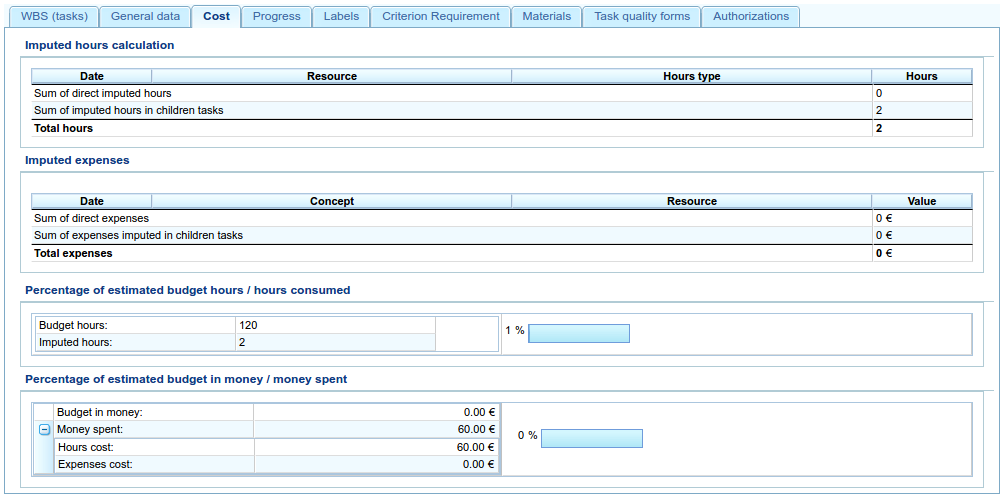 WBS (tasks) General data Cost Progress Labels Criterion Requirement Materials Task quality forms Authorizations
Imputed hours calculation
Date Resource Hours type Hours
Sum of direct imputed hours 0
Sum of imputed hours in children tasks 2
Total hours 2
Imputed expenses
Date Concept Resource Value
Sum of direct expenses 0 €
Sum of expenses imputed in children tasks 0 €
Total expenses 0 €
Percentage of estimated budget hours / hours consumed
Budget hours: 120
Imputed hours: 2
1 %
Percentage of estimated budget in money / money spent
Budget in money: 0.00 €
Money spent: 60.00 €
Hours cost: 60.00 €
Expenses cost: 0.00 €
0 %